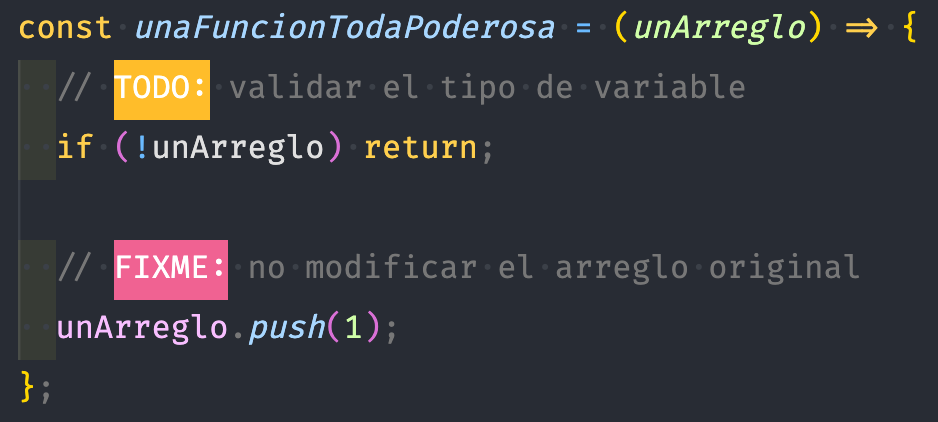 const unaFuncionTodaPoderosa = (unArreglo) => {
// TODO: validar el tipo de variable
if (!unArreglo) return;
// FIXME: no modificar el arreglo original
unArreglo.push(1);
};